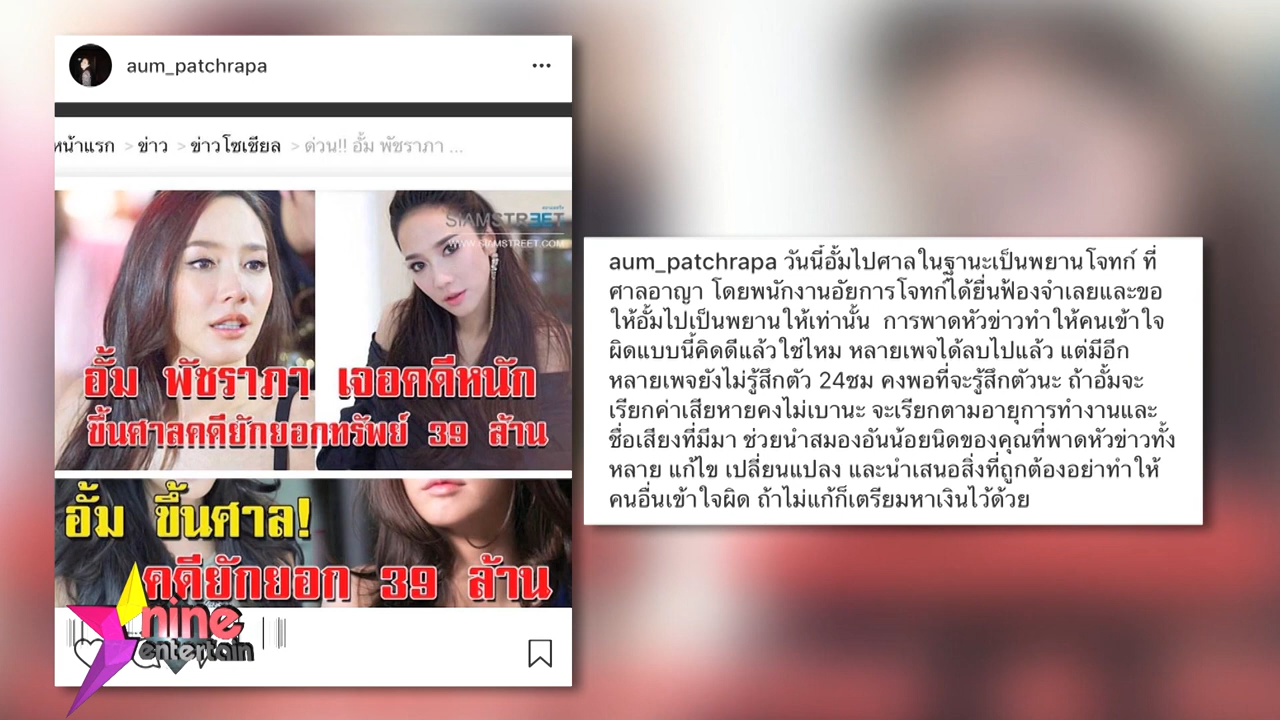 aum_patchrapa
หน้าแรก > ข่าว > ข่าวโซเชียล > ด่วน!! อั้ม พัชราภา ...
SIAMSTREET
WWW.SIAMSTREET.COM
อั้ม พัชราภา เจอคดีหนัก
ขึ้นศาลคดียักยอกทรัพย์ 39 ล้าน
อั้ม ขึ้นศาล!
คดียักยอก 39 ล้าน
nine
entertain
aum_patchrapa วันนี้อั้มไปศาลในฐานะเป็นพยานโจทก์ ที่
ศาลอาญา โดยพนักงานอัยการโจทก์ได้ยื่นฟ้องจำเลยและขอ
ให้อั้มไปเป็นพยานให้เท่านั้น การพาดหัวข่าวทำให้คนเข้าใจ
ผิดแบบนี้คิดดีแล้วใช่ไหม หลายเพจได้ลบไปแล้ว แต่มีอีก
หลายเพจยังไม่รู้สึกตัว 24ชม คงพอที่จะรู้สึกตัวนะ ถ้าอั้มจะ
เรียกค่าเสียหายคงไม่เบานะ จะเรียกตามอายุการทำงานและ
ชื่อเสียงที่มีมา ช่วยนำสมองอันน้อยนิดของคุณที่พาดหัวข่าวทั้ง
หลาย แก้ไข เปลี่ยนแปลง และนำเสนอสิ่งที่ถูกต้องอย่าทำให้
คนอื่นเข้าใจผิด ถ้าไม่แก้ก็เตรียมหาเงินไว้ด้วย